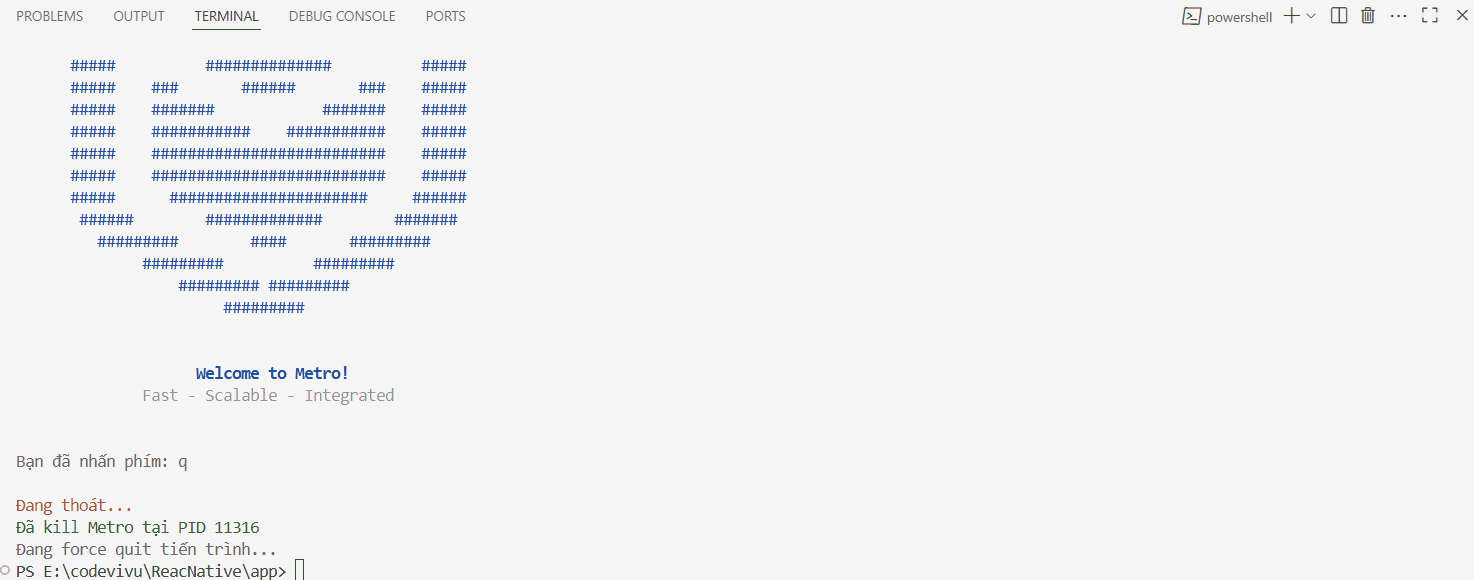 PROBLEMS OUTPUT TERMINAL DEBUG CONSOLE PORTS powershell
#####          ##############          #####
#####    ###       ######       ###    #####
#####    #######            #######    #####
#####    ###########    ###########    #####
#####    ##########################    #####
#####    ##########################    #####
#####      ######################     ######
 ######        #############        #######
   #########        ####       #########
        #########          #########
            ######### #########
                 #########
Welcome to Metro!
Fast - Scalable - Integrated
Bạn đã nhấn phím: q
Đang thoát...
Đã kill Metro tại PID 11316
Đang force quit tiến trình...
PS E:\codevivu\ReacNative\app>